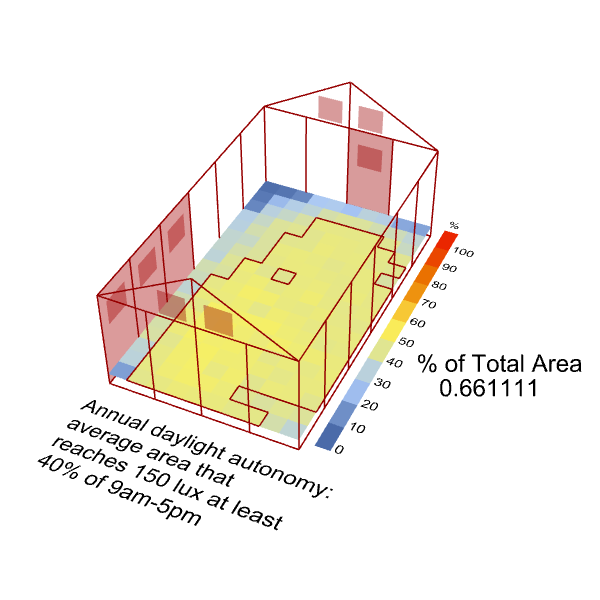 %
100
90
80
70
60
50
40
30
20
10
0
% of Total Area
0.661111
Annual daylight autonomy:
average area that
reaches 150 lux at least
40% of 9am-5pm